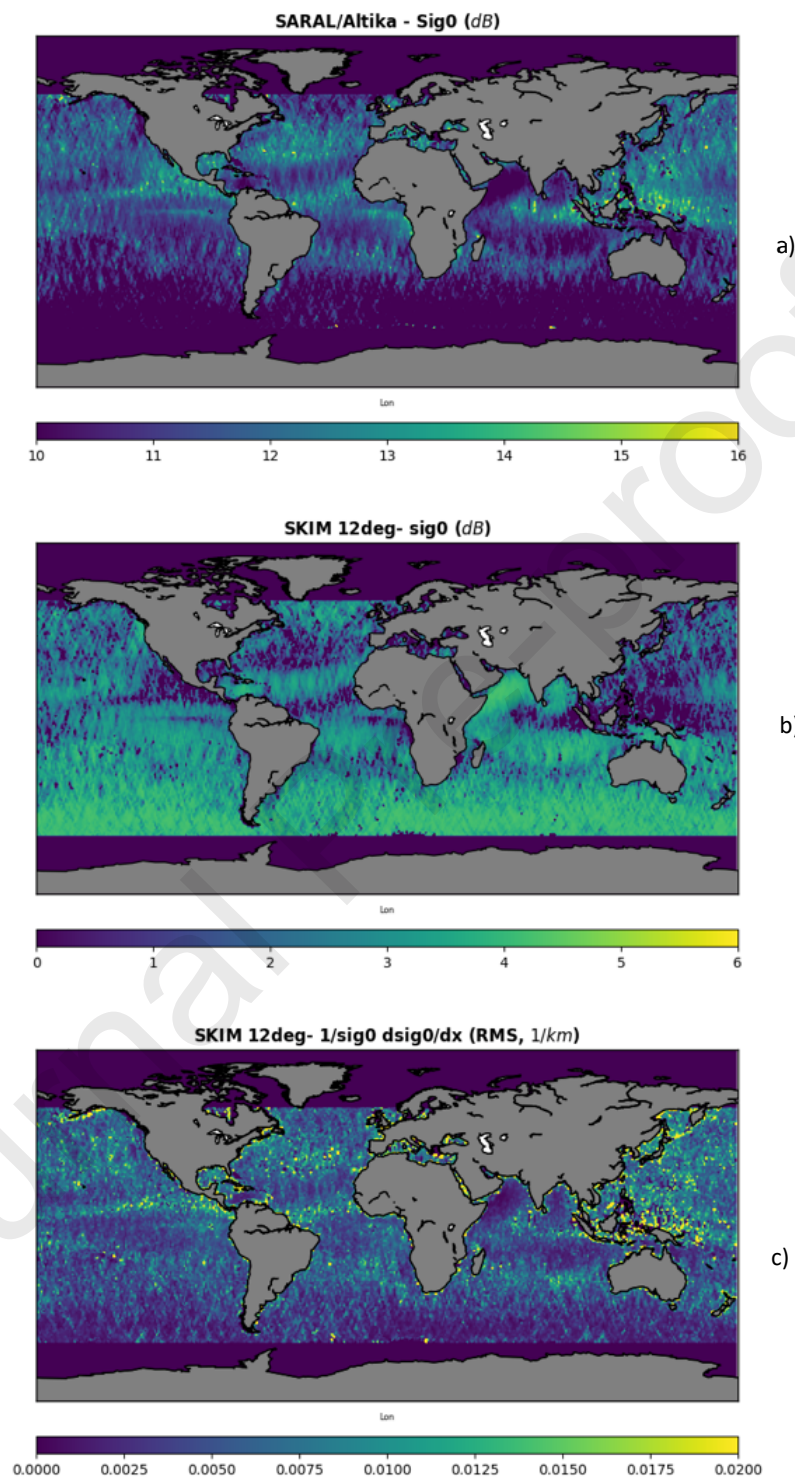 SARAL/Altika - Sig0 (dB)
a)
Lon
10 11 12 13 14 15 16
SKIM 12deg- sig0 (dB)
b)
Lon
0 1 2 3 4 5 6
SKIM 12deg- 1/sig0 dsig0/dx (RMS, 1/km)
c)
Lon
0.0000 0.0025 0.0050 0.0075 0.0100 0.0125 0.0150 0.0175 0.0200